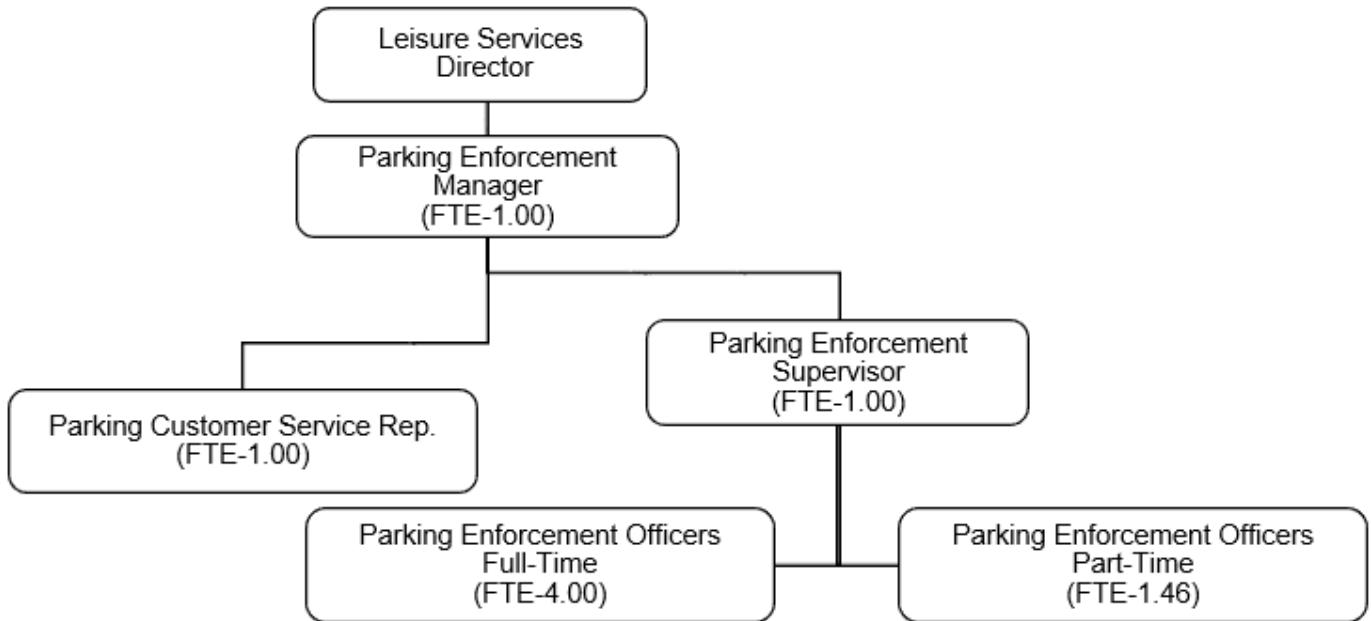 Leisure Services
Director
Parking Enforcement
Manager
(FTE-1.00)
Parking Enforcement
Supervisor
(FTE-1.00)
Parking Customer Service Rep.
(FTE-1.00)
Parking Enforcement Officers
Full-Time
(FTE-4.00)
Parking Enforcement Officers
Part-Time
(FTE-1.46)